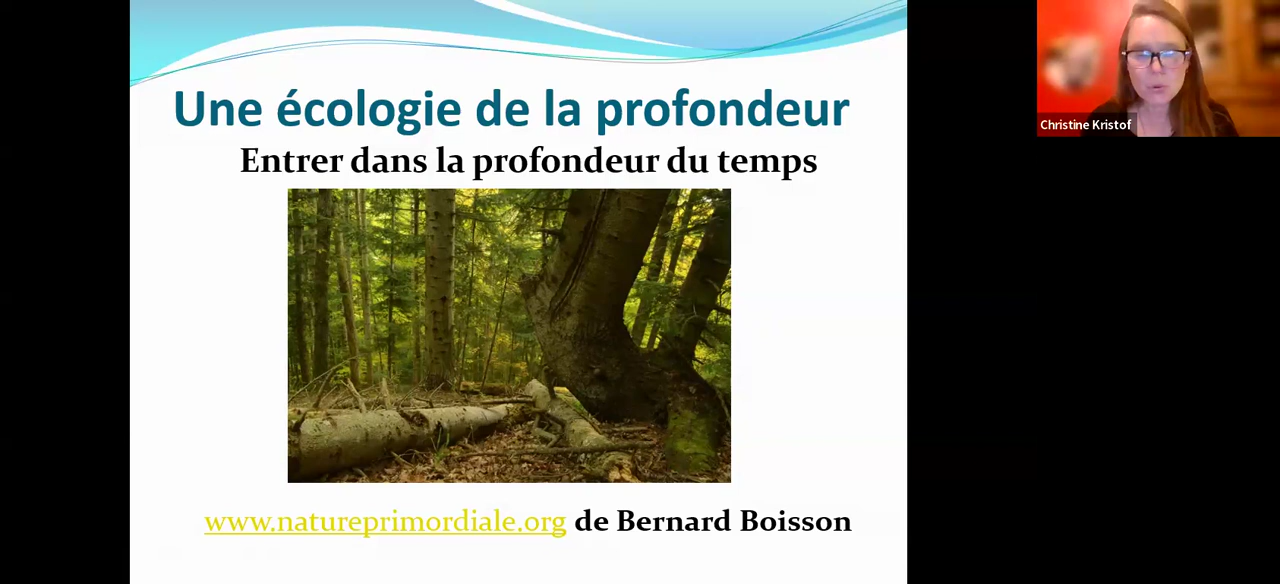 Une écologie de la profondeur
Entrer dans la profondeur du temps
www.natureprimordiale.org de Bernard Boisson
Christine Kristof